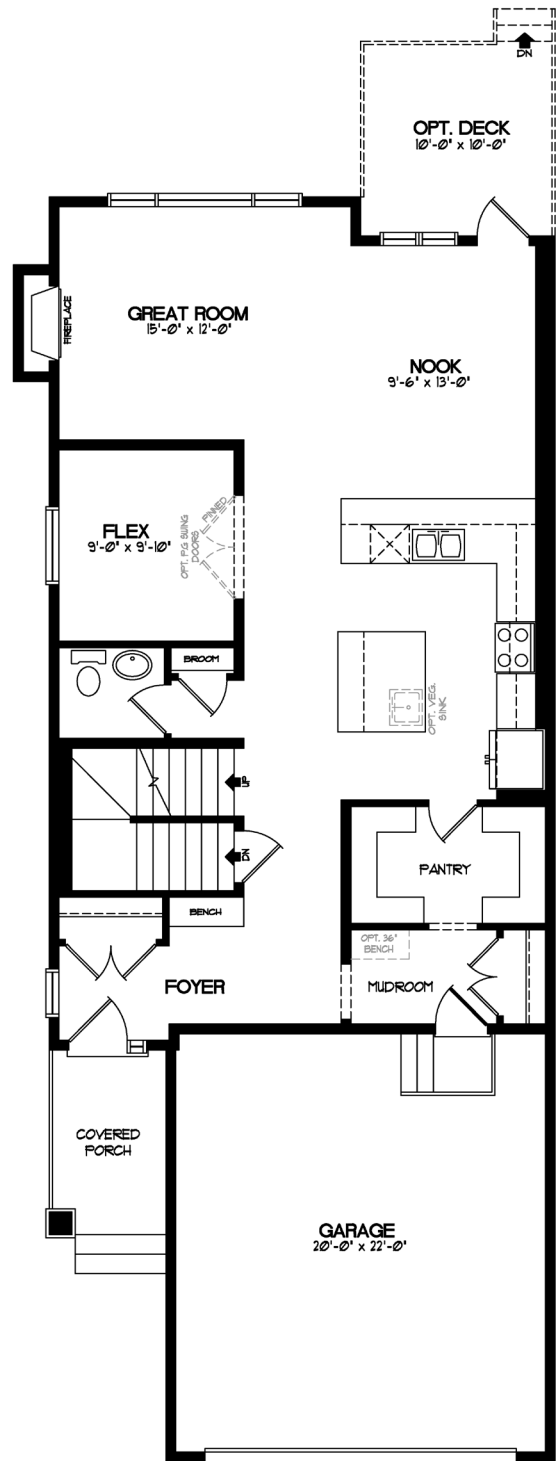 DN
OPT. DECK
10'-0" x 10'-0"
GREAT ROOM
15'-0" x 12'-0"
FIREPLACE
NOOK
9'-6" x 13'-0"
FLEX
9'-0" x 9'-10"
OPT. F.G SWING
DOORS
PINNED
BROOM
OPT. VEG.
SINK
UP
DN
PANTRY
BENCH
OPT. 36"
BENCH
FOYER
MUDROOM
COVERED
PORCH
GARAGE
20'-0" x 22'-0"